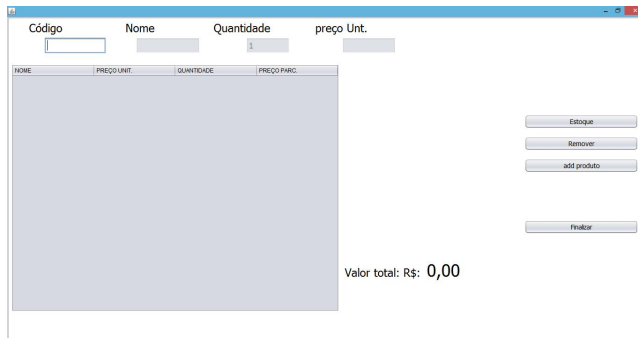 Código Nome Quantidade preço Unt.
1
NOME PREÇO UNIT. QUANTIDADE PREÇO PARC.
Estoque
Remover
add produto
Finalizar
Valor total: R$: 0,00